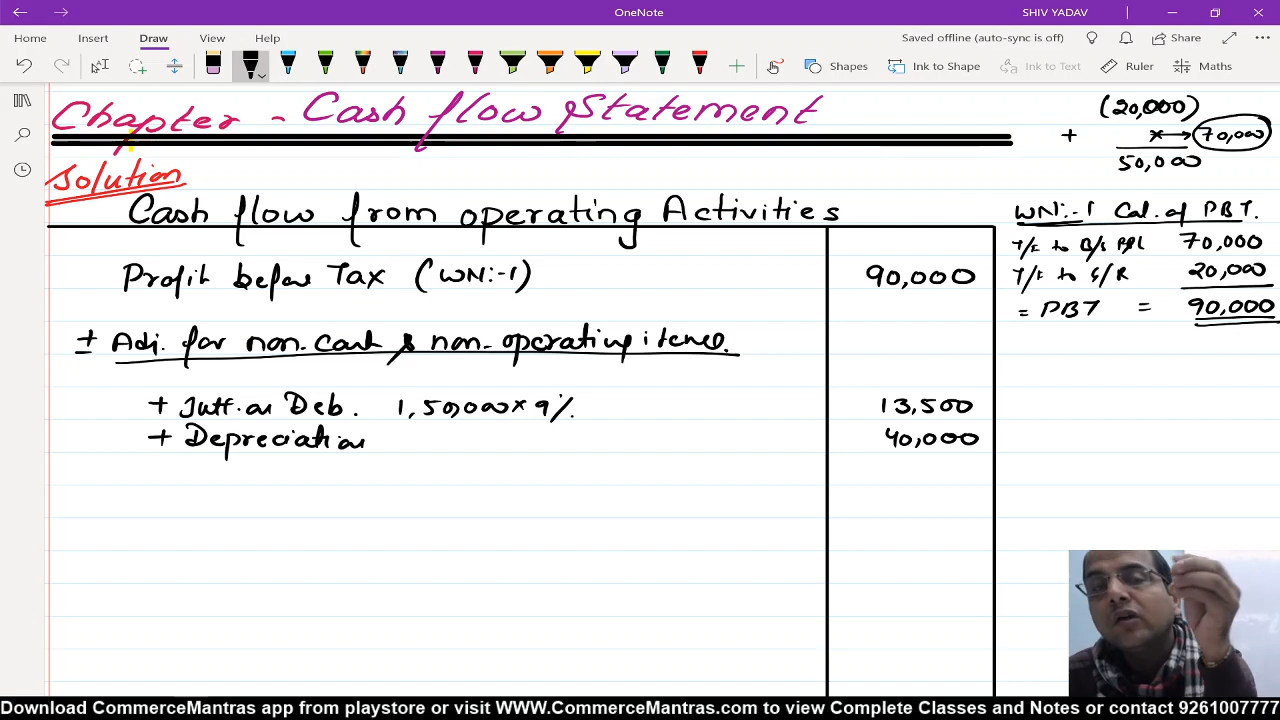 OneNote
SHIV YADAV
Home Insert Draw View Help
Saved offline (auto-sync is off)
Share
Shapes
Ink to Shape
Ink to Text
Ruler
Maths
Chapter - Cash flow Statement
(20,000)
+ x → 70,000
50,000
Solution
Cash flow from operating Activities
WN:-1 Cal. of PBT.
T/f to B/S Bal 70,000
T/f to G/R 20,000
= PBT = 90,000
Profit before Tax (WN:-1) 90,000
± Adj. for non-cash & non-operating items.
+ Intt. on Deb. 1,50,000 × 9% 13,500
+ Depreciation 40,000
Download CommerceMantras app from playstore or visit WWW.CommerceMantras.com to view Complete Classes and Notes or contact 9261007777